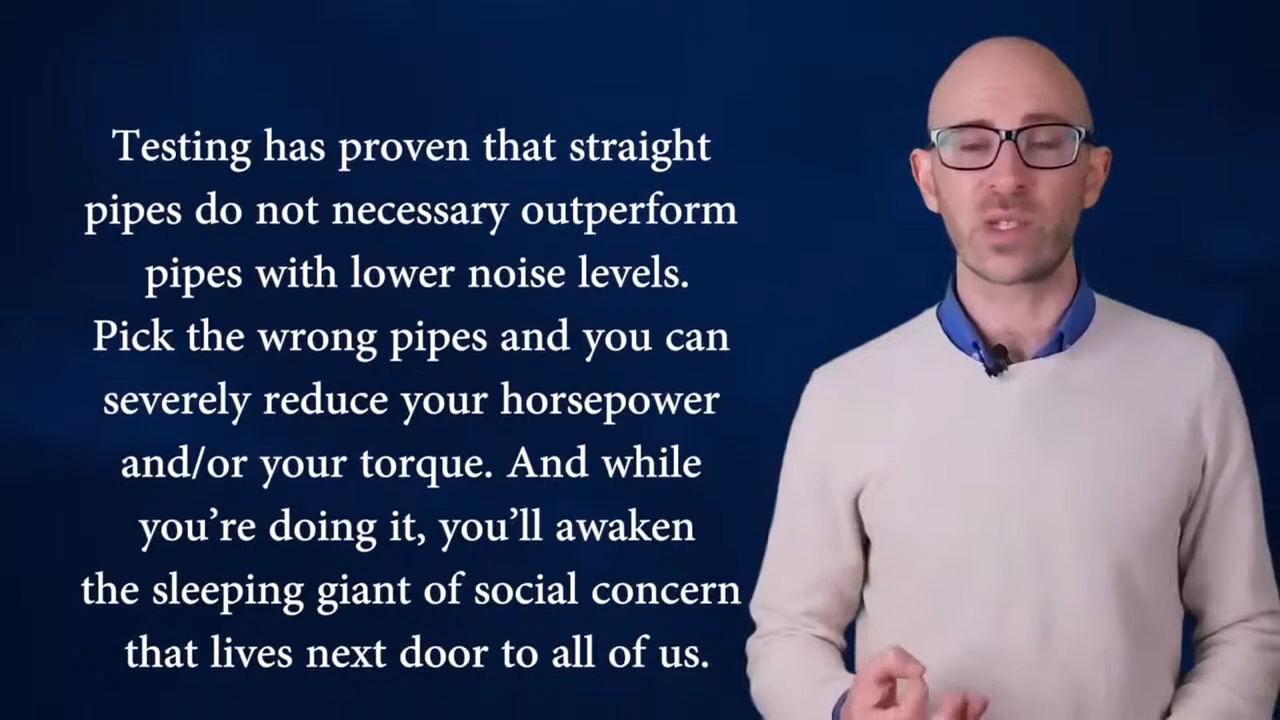 Testing has proven that straight
pipes do not necessary outperform
pipes with lower noise levels.
Pick the wrong pipes and you can
severely reduce your horsepower
and/or your torque. And while
you’re doing it, you’ll awaken
the sleeping giant of social concern
that lives next door to all of us.